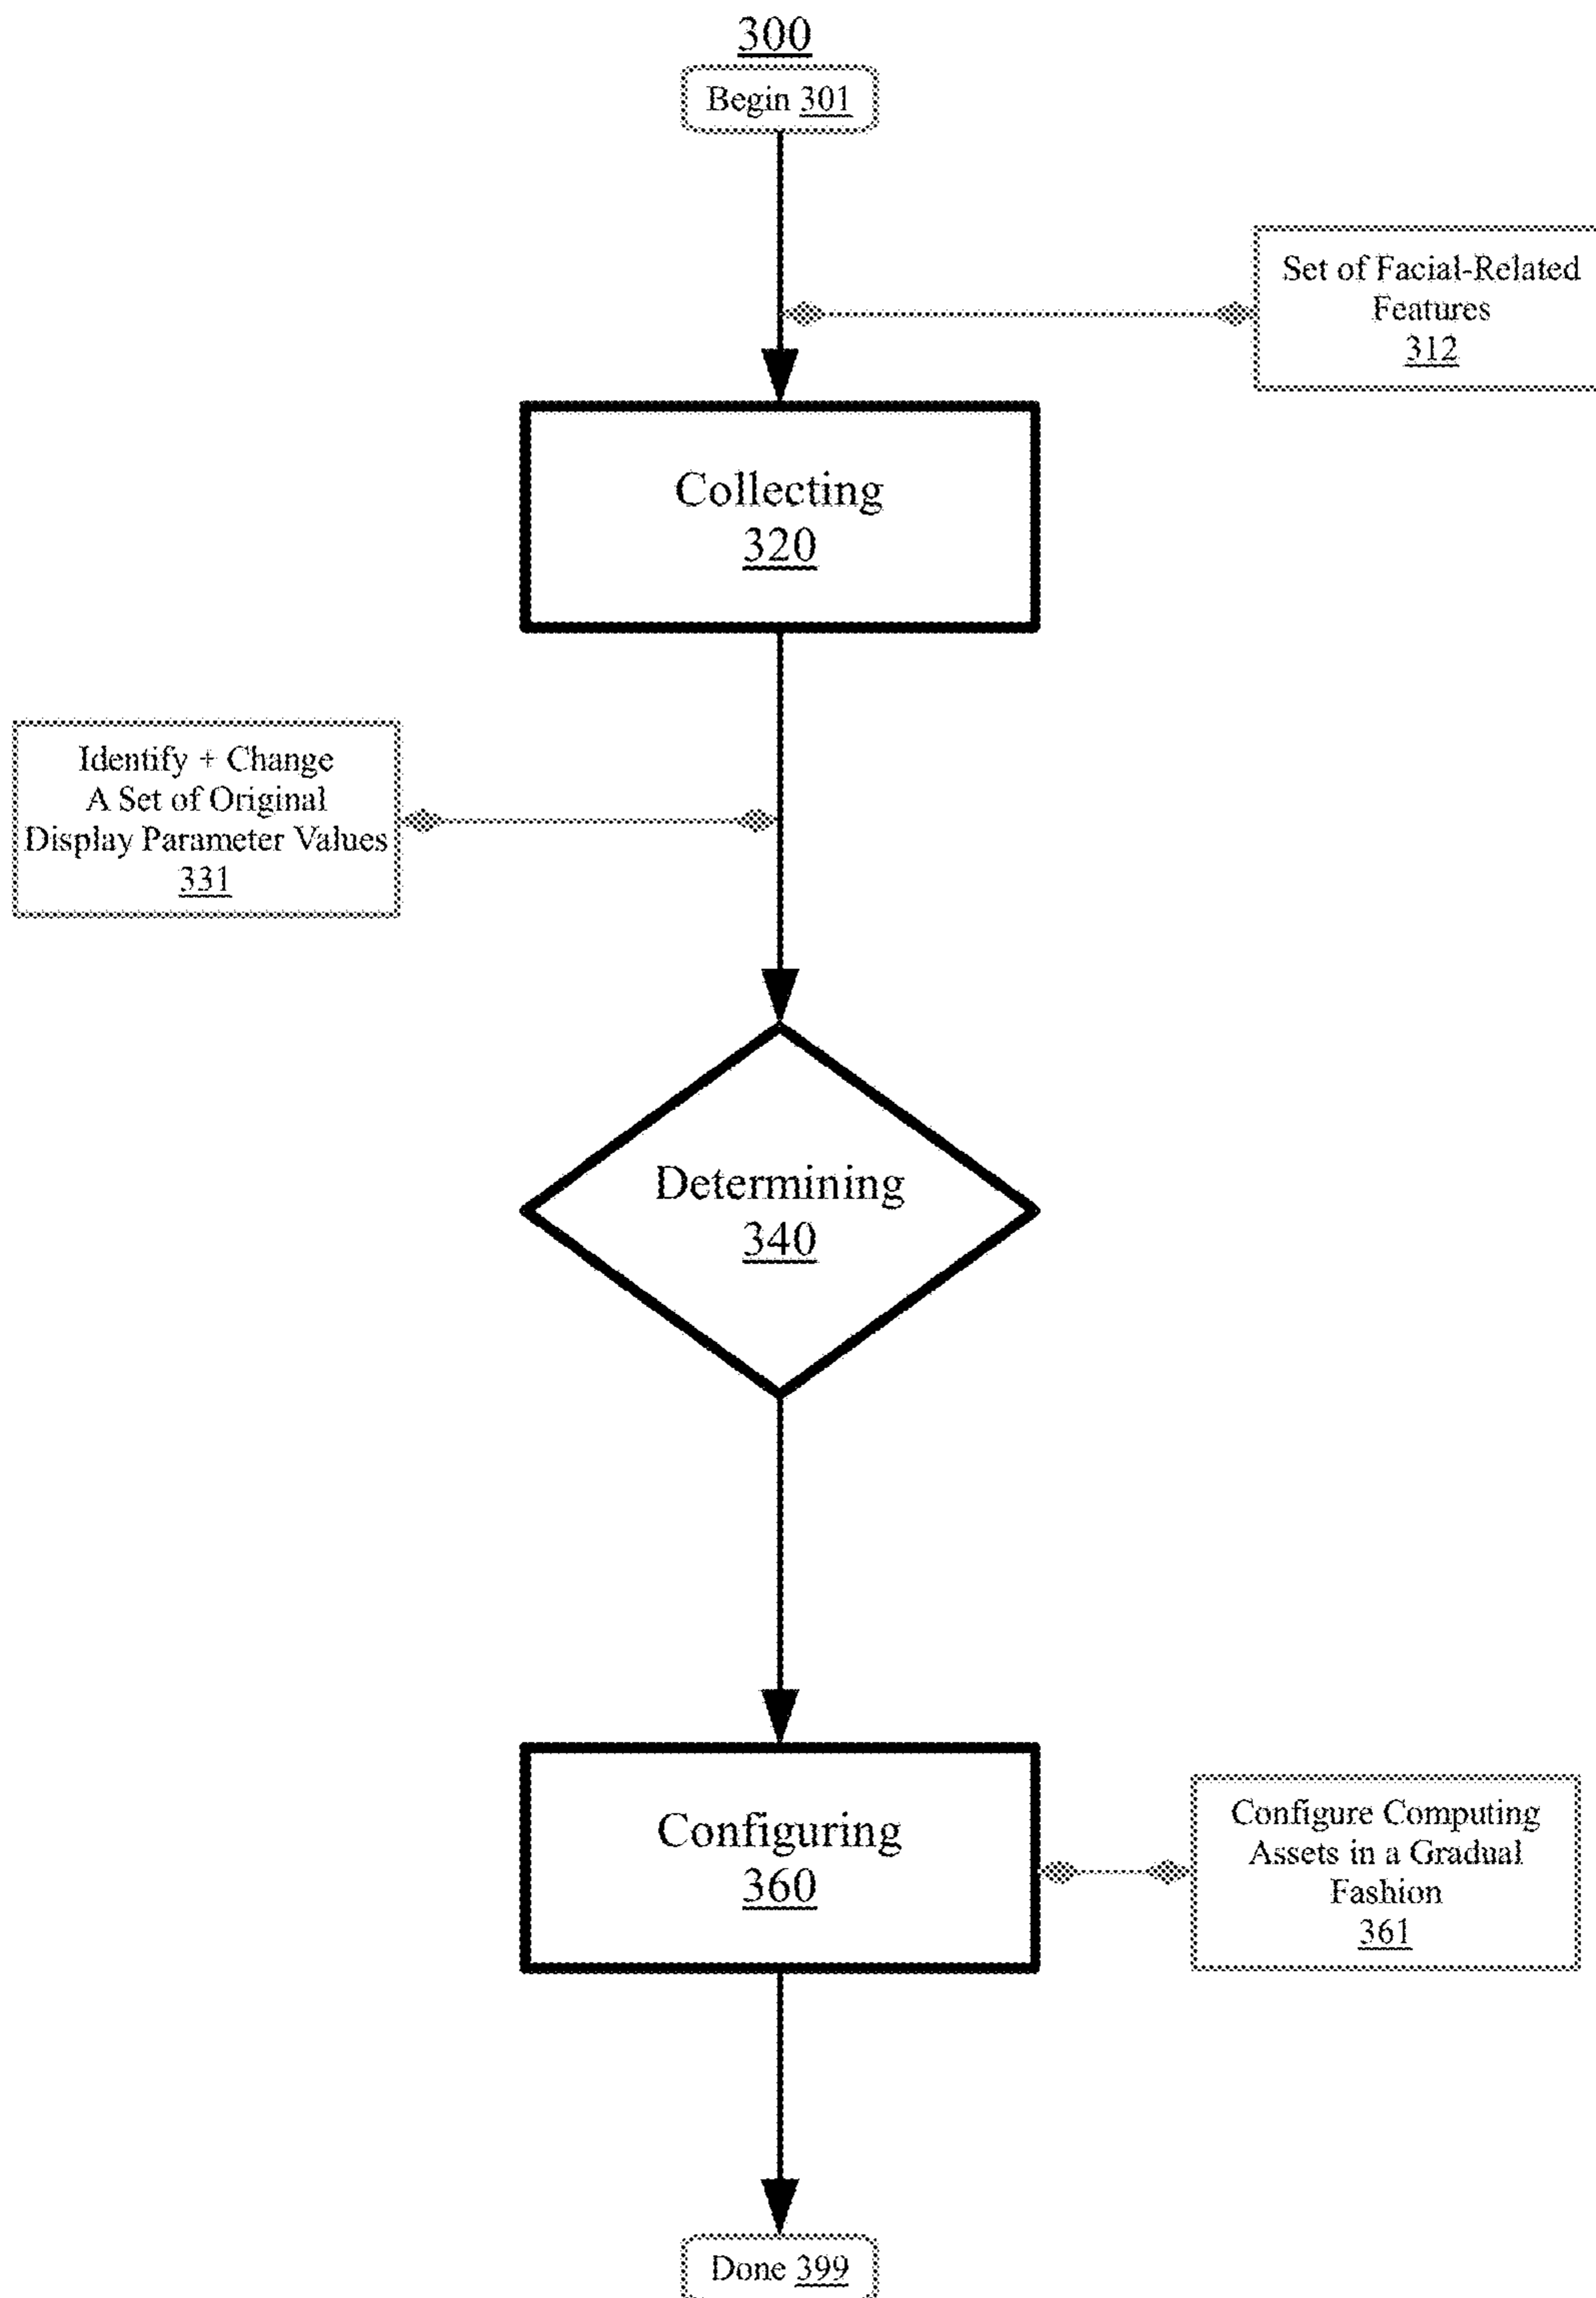 300
Begin 301
Set of Facial-Related
Features
312
Collecting
320
Identify + Change
A Set of Original
Display Parameter Values
331
Determining
340
Configuring
360
Configure Computing
Assets in a Gradual
Fashion
361
Done 399